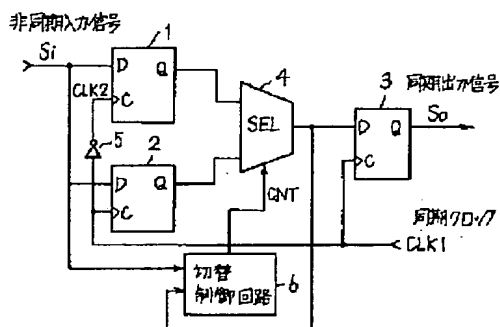 非同期入力信号
Si
1
D Q
CLK2
C
5
2
D Q
C
4
SEL
CNT
3
同期出力信号
D Q
So
C
同期クロック
CLK1
切替
制御回路
6